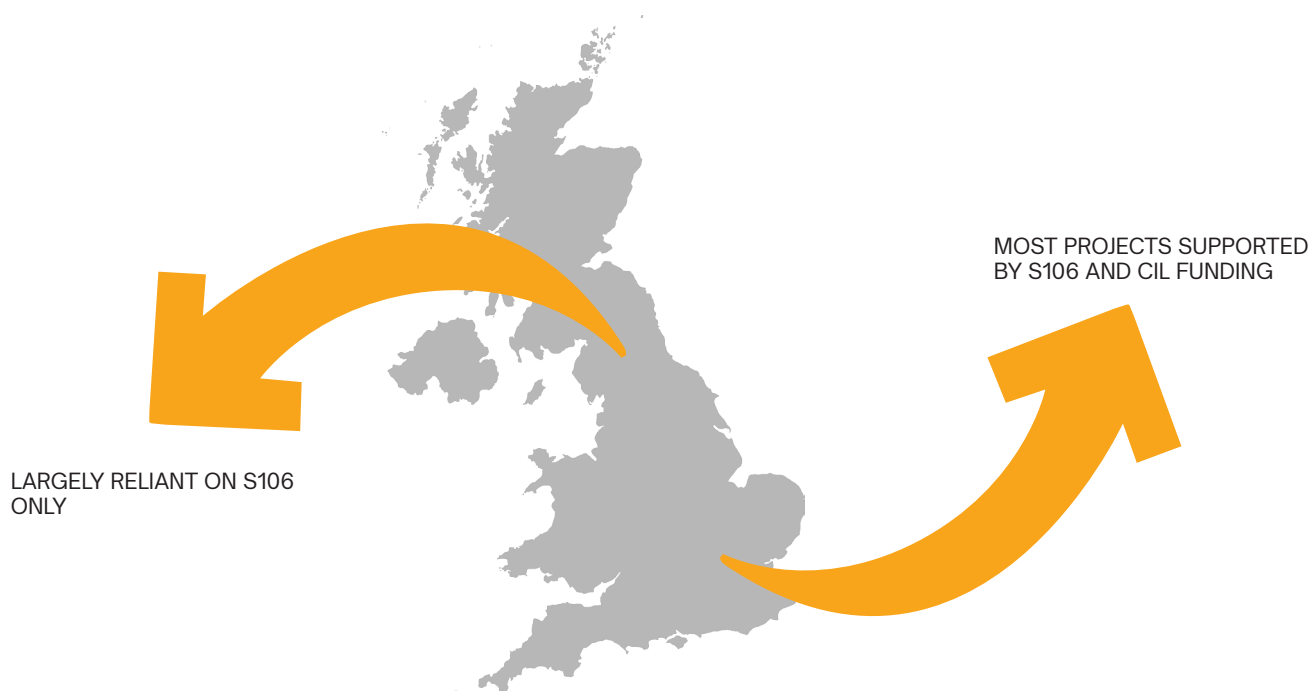 MOST PROJECTS SUPPORTED
BY S106 AND CIL FUNDING
LARGELY RELIANT ON S106
ONLY